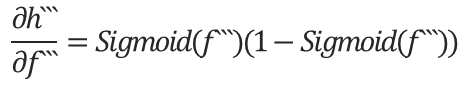 ∂h``` / ∂f``` = Sigmoid(f```)(1 − Sigmoid(f```))